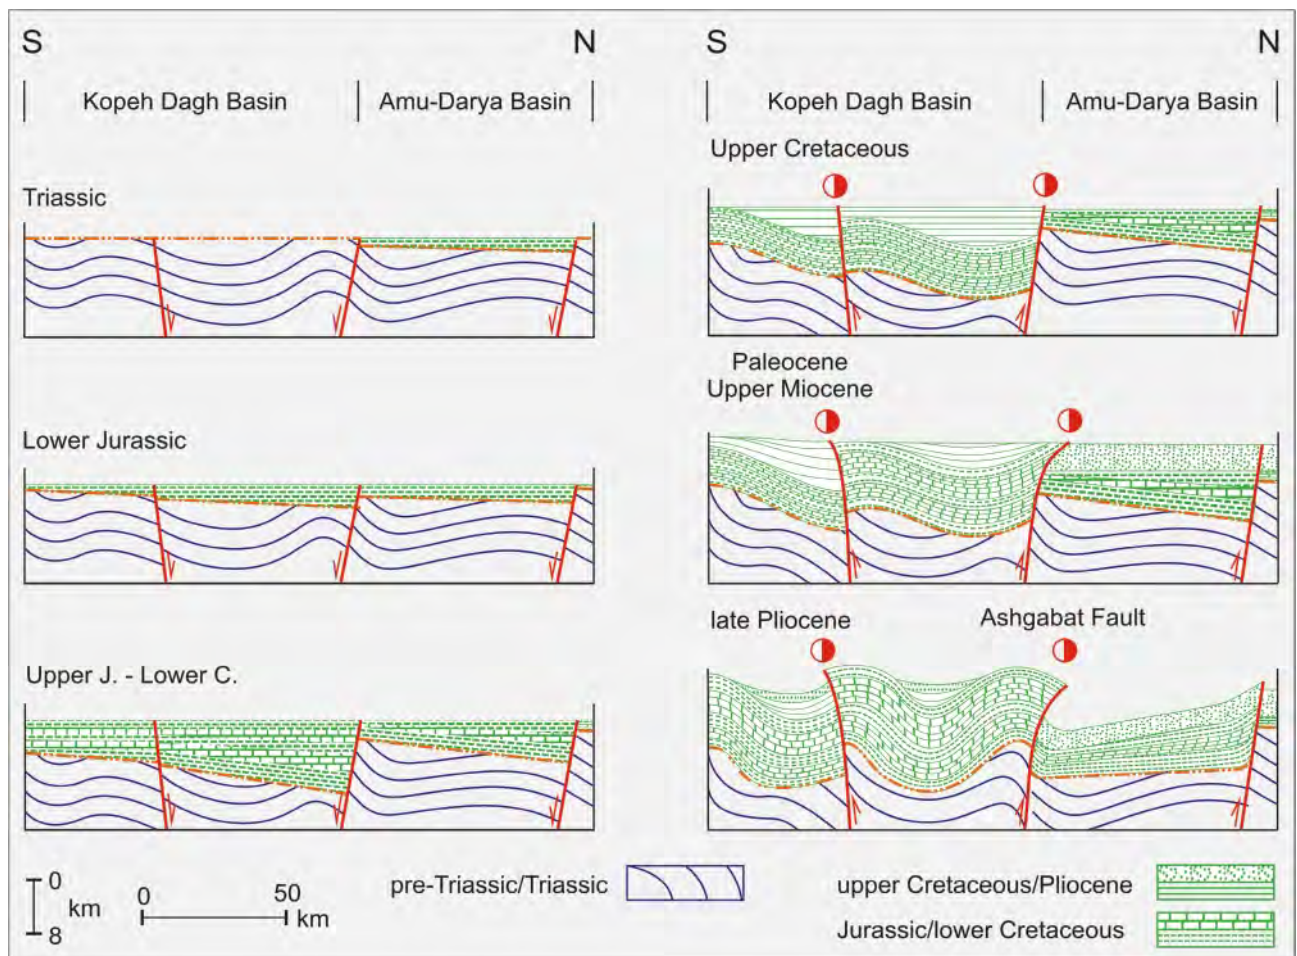 S N
Kopeh Dagh Basin Amu-Darya Basin
Triassic
Lower Jurassic
Upper J. - Lower C.
S N
Kopeh Dagh Basin Amu-Darya Basin
Upper Cretaceous
Paleocene
Upper Miocene
late Pliocene Ashgabat Fault
0
km
8
0 50
km
pre-Triassic/Triassic
upper Cretaceous/Pliocene
Jurassic/lower Cretaceous